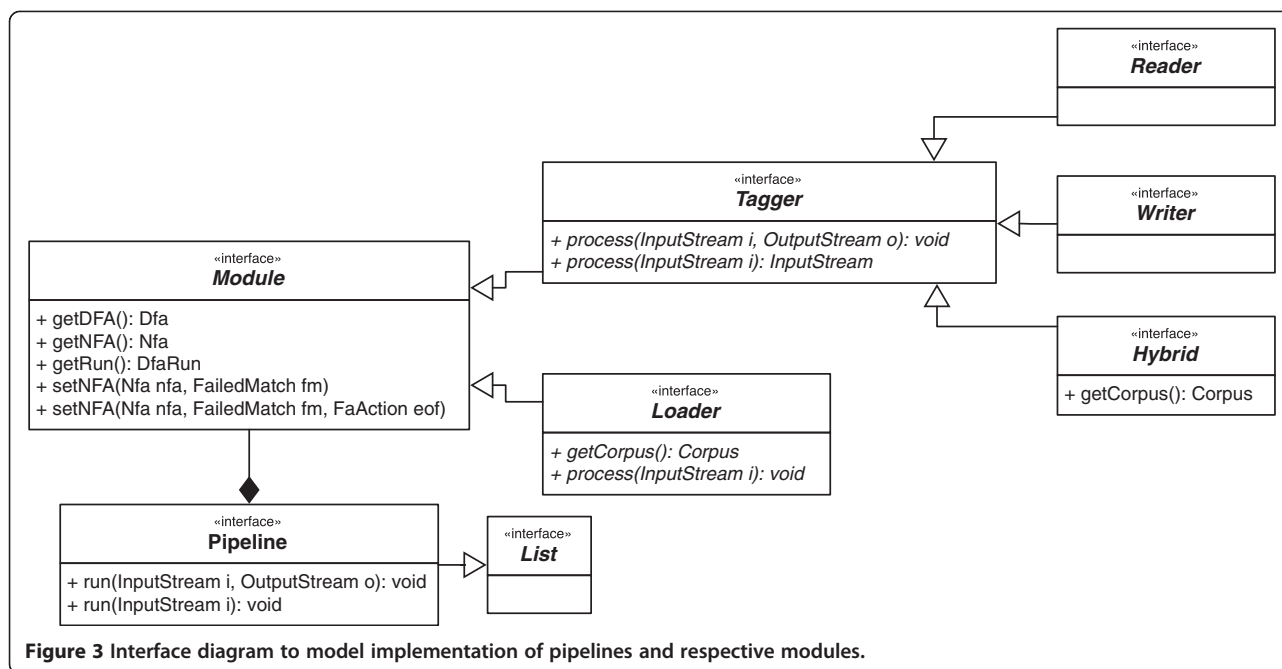 «interface»
Reader
«interface»
Tagger
+ process(InputStream i, OutputStream o): void
+ process(InputStream i): InputStream
«interface»
Writer
«interface»
Module
+ getDFA(): Dfa
+ getNFA(): Nfa
+ getRun(): DfaRun
+ setNFA(Nfa nfa, FailedMatch fm)
+ setNFA(Nfa nfa, FailedMatch fm, FaAction eof)
«interface»
Hybrid
+ getCorpus(): Corpus
«interface»
Loader
+ getCorpus(): Corpus
+ process(InputStream i): void
«interface»
Pipeline
+ run(InputStream i, OutputStream o): void
+ run(InputStream i): void
«interface»
List
Figure 3 Interface diagram to model implementation of pipelines and respective modules.